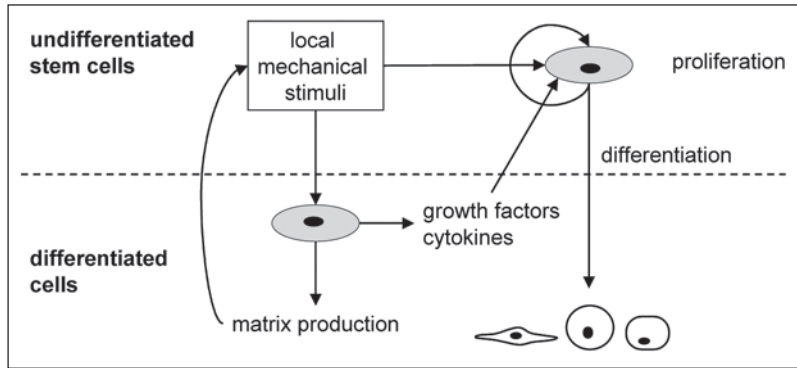 undifferentiated
stem cells
local
mechanical
stimuli
proliferation
differentiation
growth factors
cytokines
differentiated
cells
matrix production